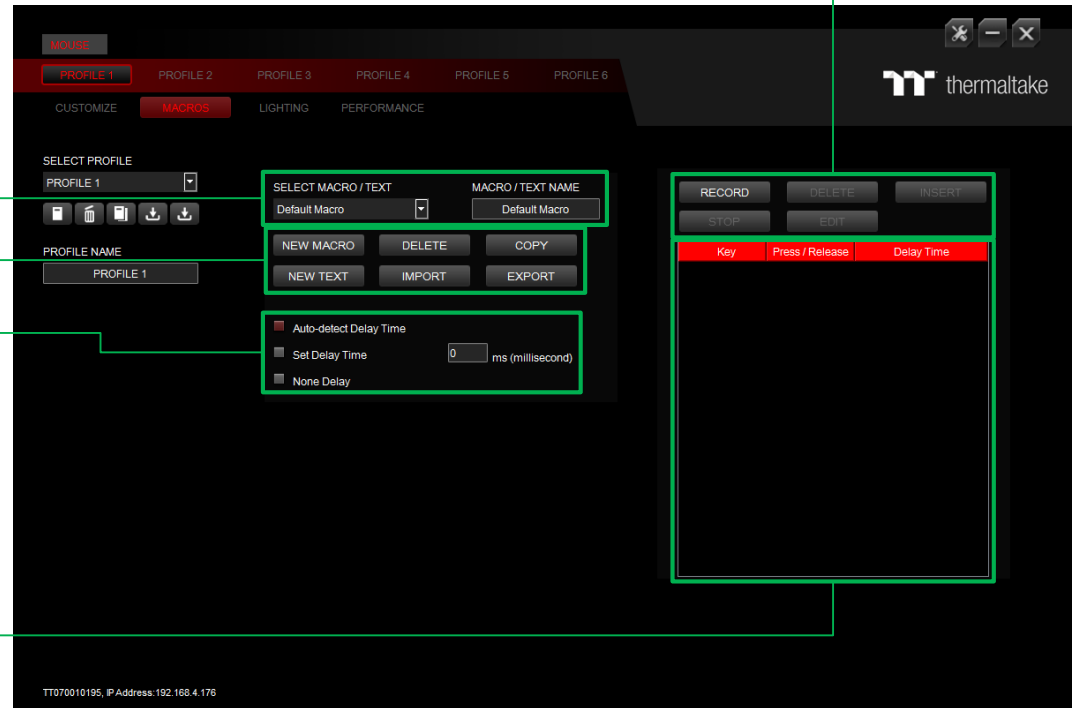 MOUSE
PROFILE 1 PROFILE 2 PROFILE 3 PROFILE 4 PROFILE 5 PROFILE 6
thermaltake
CUSTOMIZE MACROS LIGHTING PERFORMANCE
SELECT PROFILE
PROFILE 1
PROFILE NAME
PROFILE 1
SELECT MACRO / TEXT MACRO / TEXT NAME
Default Macro Default Macro
NEW MACRO DELETE COPY
NEW TEXT IMPORT EXPORT
Auto-detect Delay Time
Set Delay Time 0 ms (millisecond)
None Delay
RECORD DELETE INSERT
STOP EDIT
Key Press / Release Delay Time
TT070010195, IP Address:192.168.4.176